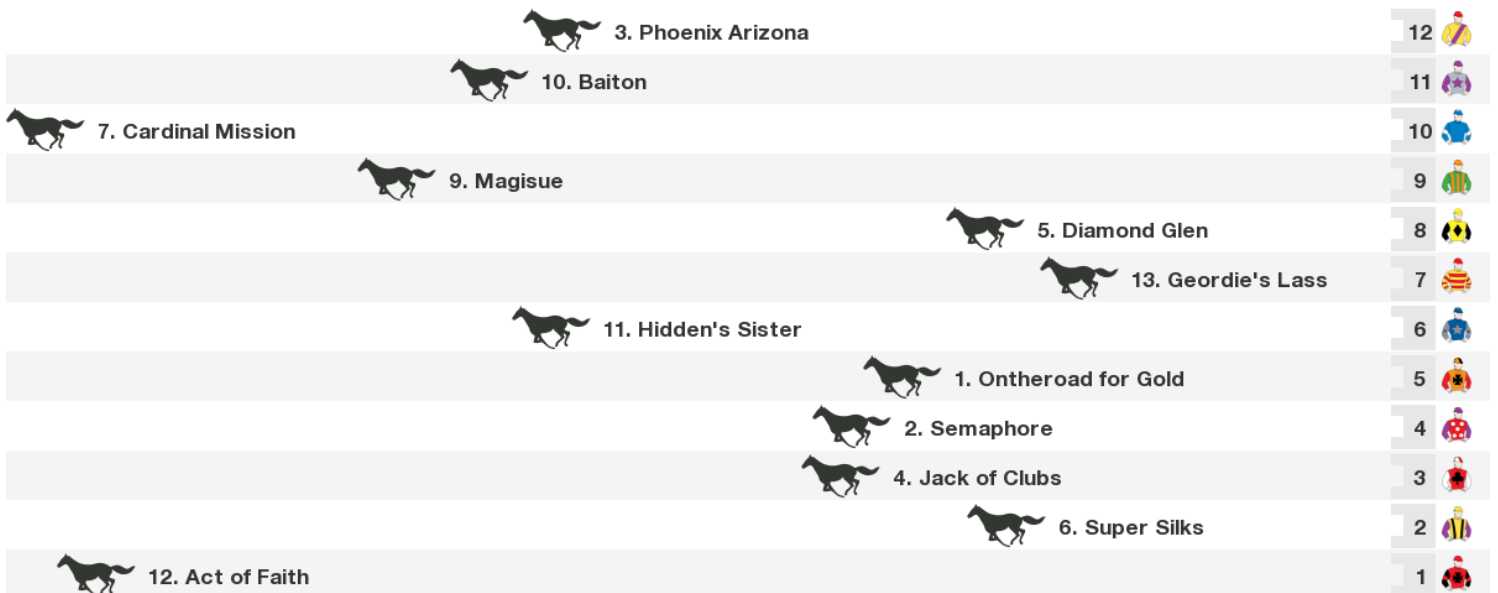 3. Phoenix Arizona 12
10. Baiton 11
7. Cardinal Mission 10
9. Magisue 9
5. Diamond Glen 8
13. Geordie's Lass 7
11. Hidden's Sister 6
1. Ontheroad for Gold 5
2. Semaphore 4
4. Jack of Clubs 3
6. Super Silks 2
12. Act of Faith 1